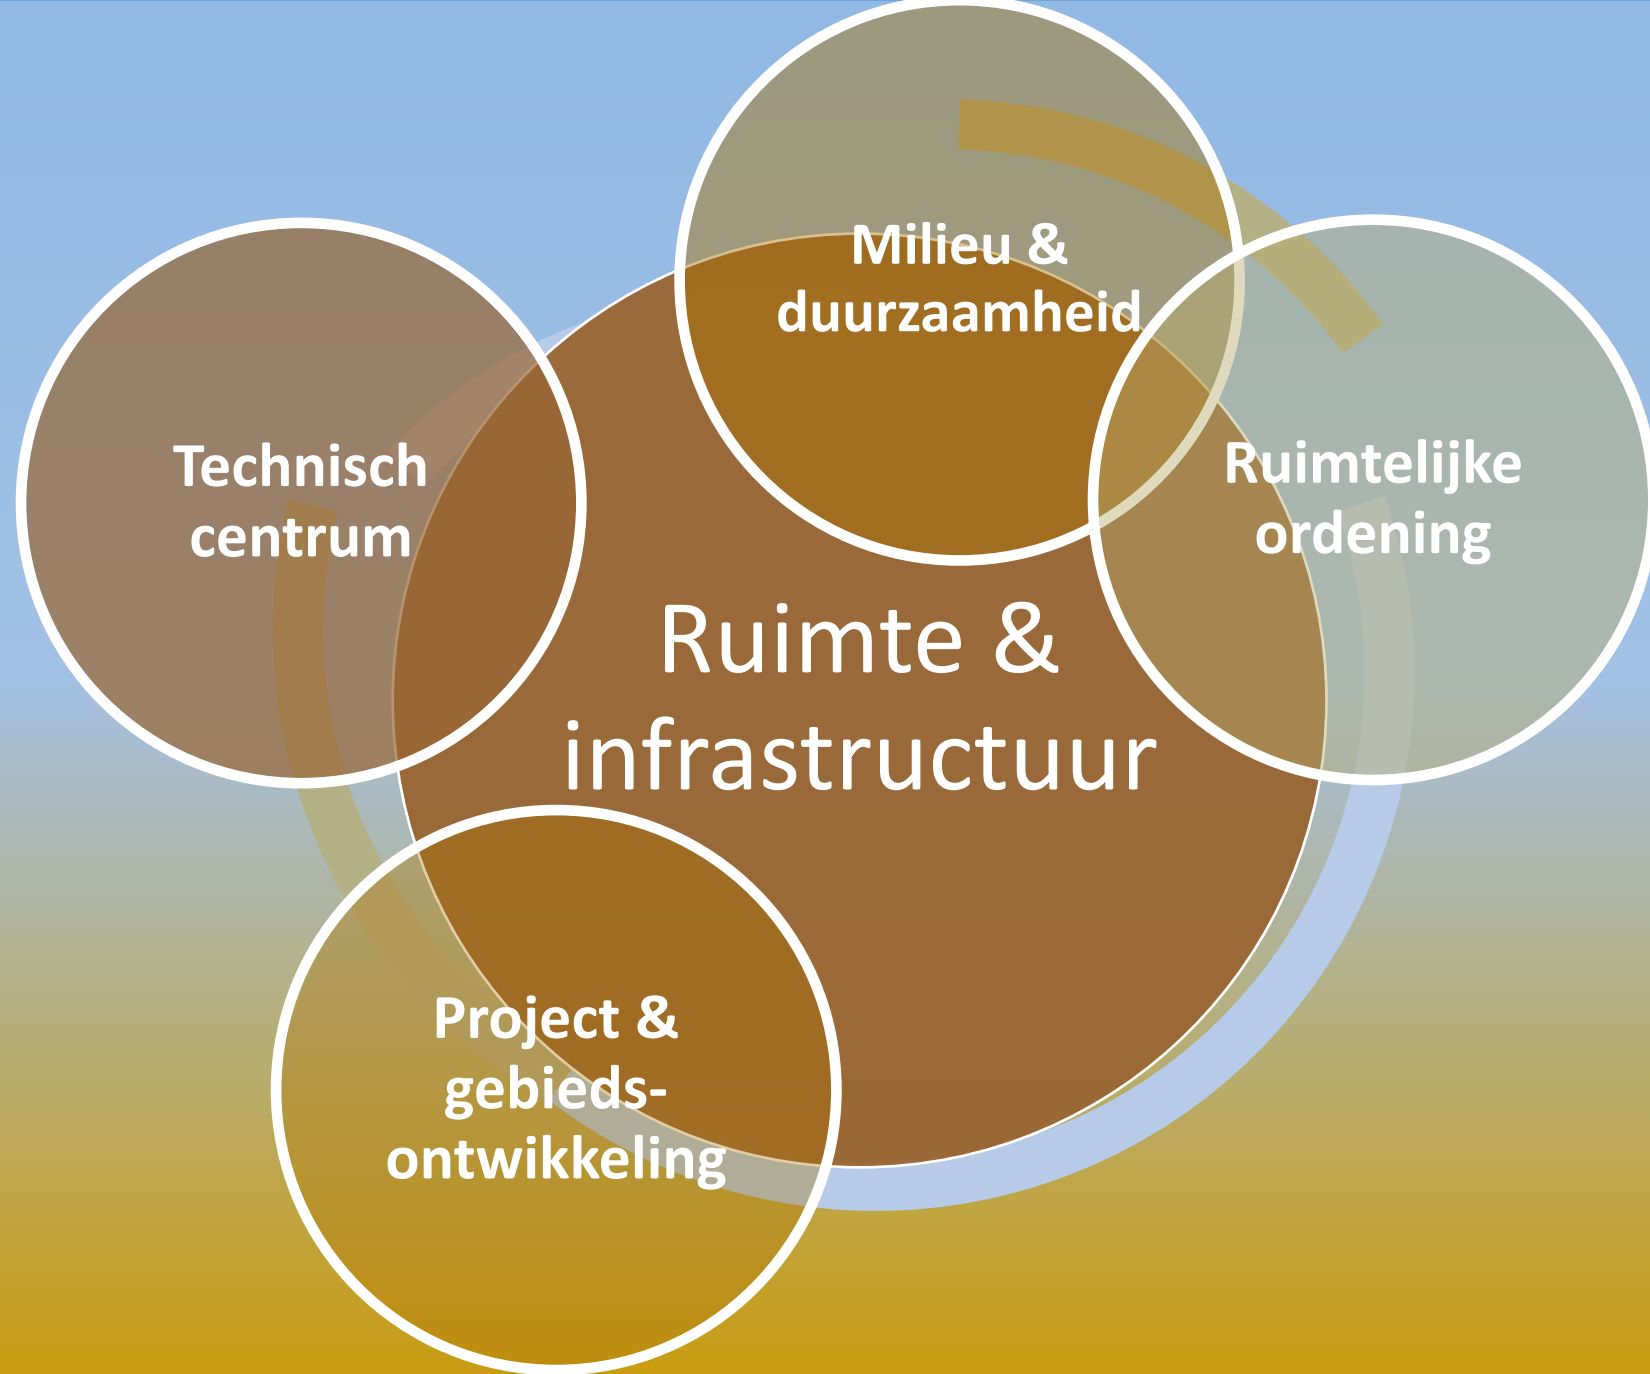 Milieu &
duurzaamheid
Technisch
centrum
Ruimtelijke
ordening
Ruimte &
infrastructuur
Project &
gebieds-
ontwikkeling